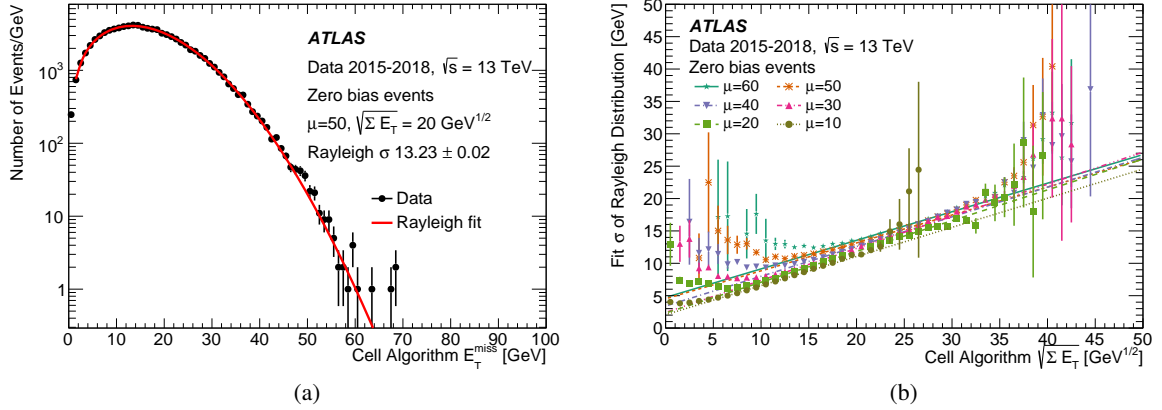 Number of Events/GeV
10³
10²
10
1
ATLAS
Data 2015-2018, √s = 13 TeV
Zero bias events
μ=50, √Σ E_T = 20 GeV^1/2
Rayleigh σ 13.23 ± 0.02
Data
Rayleigh fit
0 10 20 30 40 50 60 70 80 90 100
Cell Algorithm E_T^miss [GeV]
(a)
Fit σ of Rayleigh Distribution [GeV]
50
45
40
35
30
25
20
15
10
5
0
ATLAS
Data 2015-2018, √s = 13 TeV
Zero bias events
μ=60 μ=50
μ=40 μ=30
μ=20 μ=10
0 5 10 15 20 25 30 35 40 45 50
Cell Algorithm √Σ E_T [GeV^1/2]
(b)